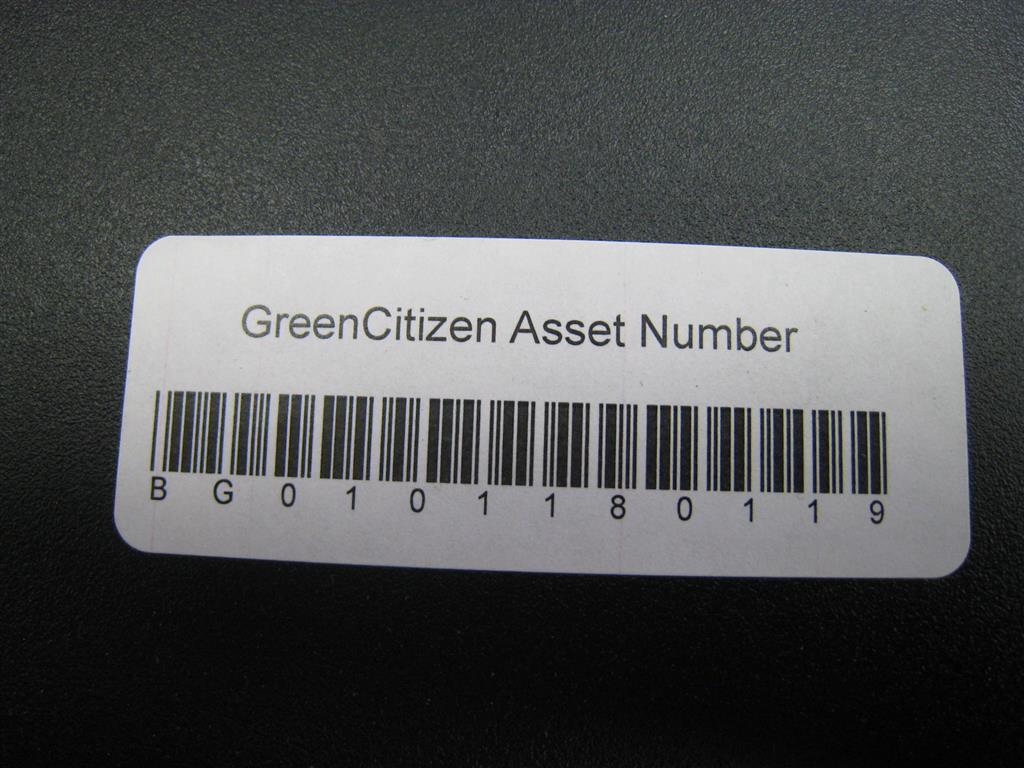 GreenCitizen Asset Number
B G 0 1 0 1 1 8 0 1 1 9